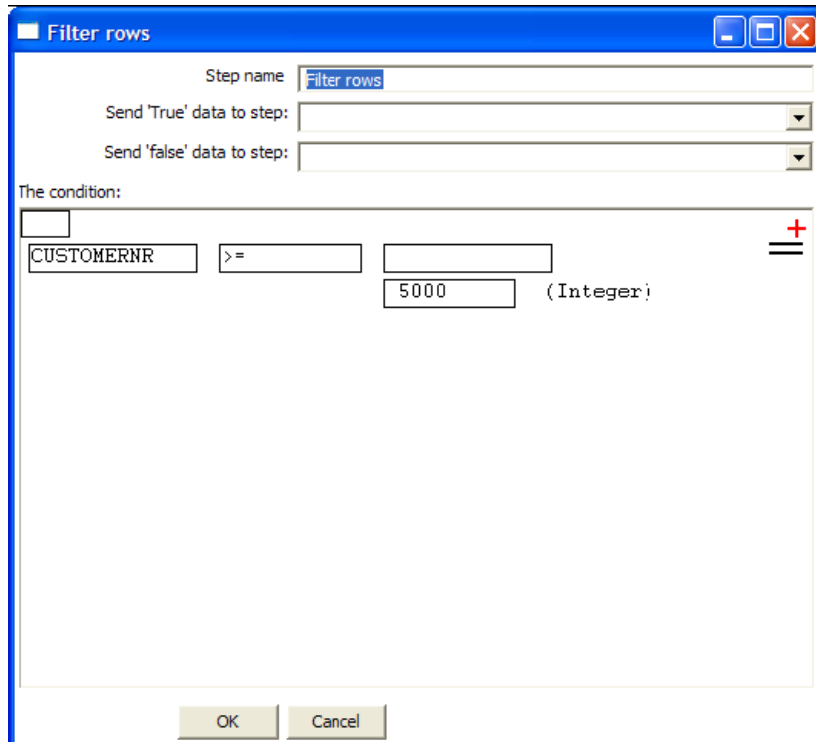 Filter rows
Step name Filter rows
Send 'True' data to step:
Send 'false' data to step:
The condition:
CUSTOMERNR >=
5000 (Integer)
OK Cancel